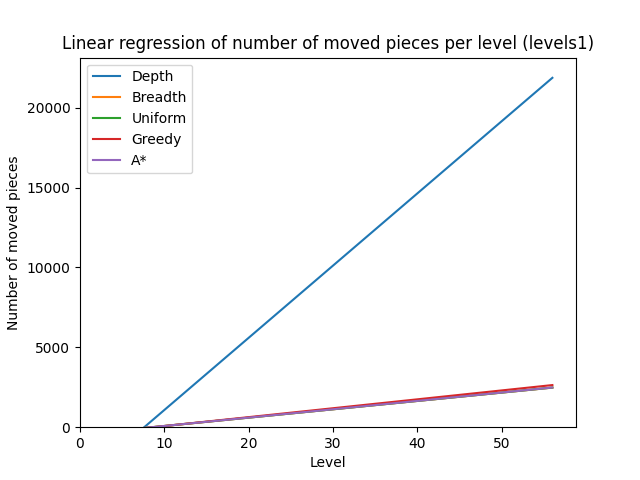 Linear regression of number of moved pieces per level (levels1)
Depth
Breadth
Uniform
Greedy
A*
20000
15000
10000
5000
0
Number of moved pieces
0 10 20 30 40 50
Level